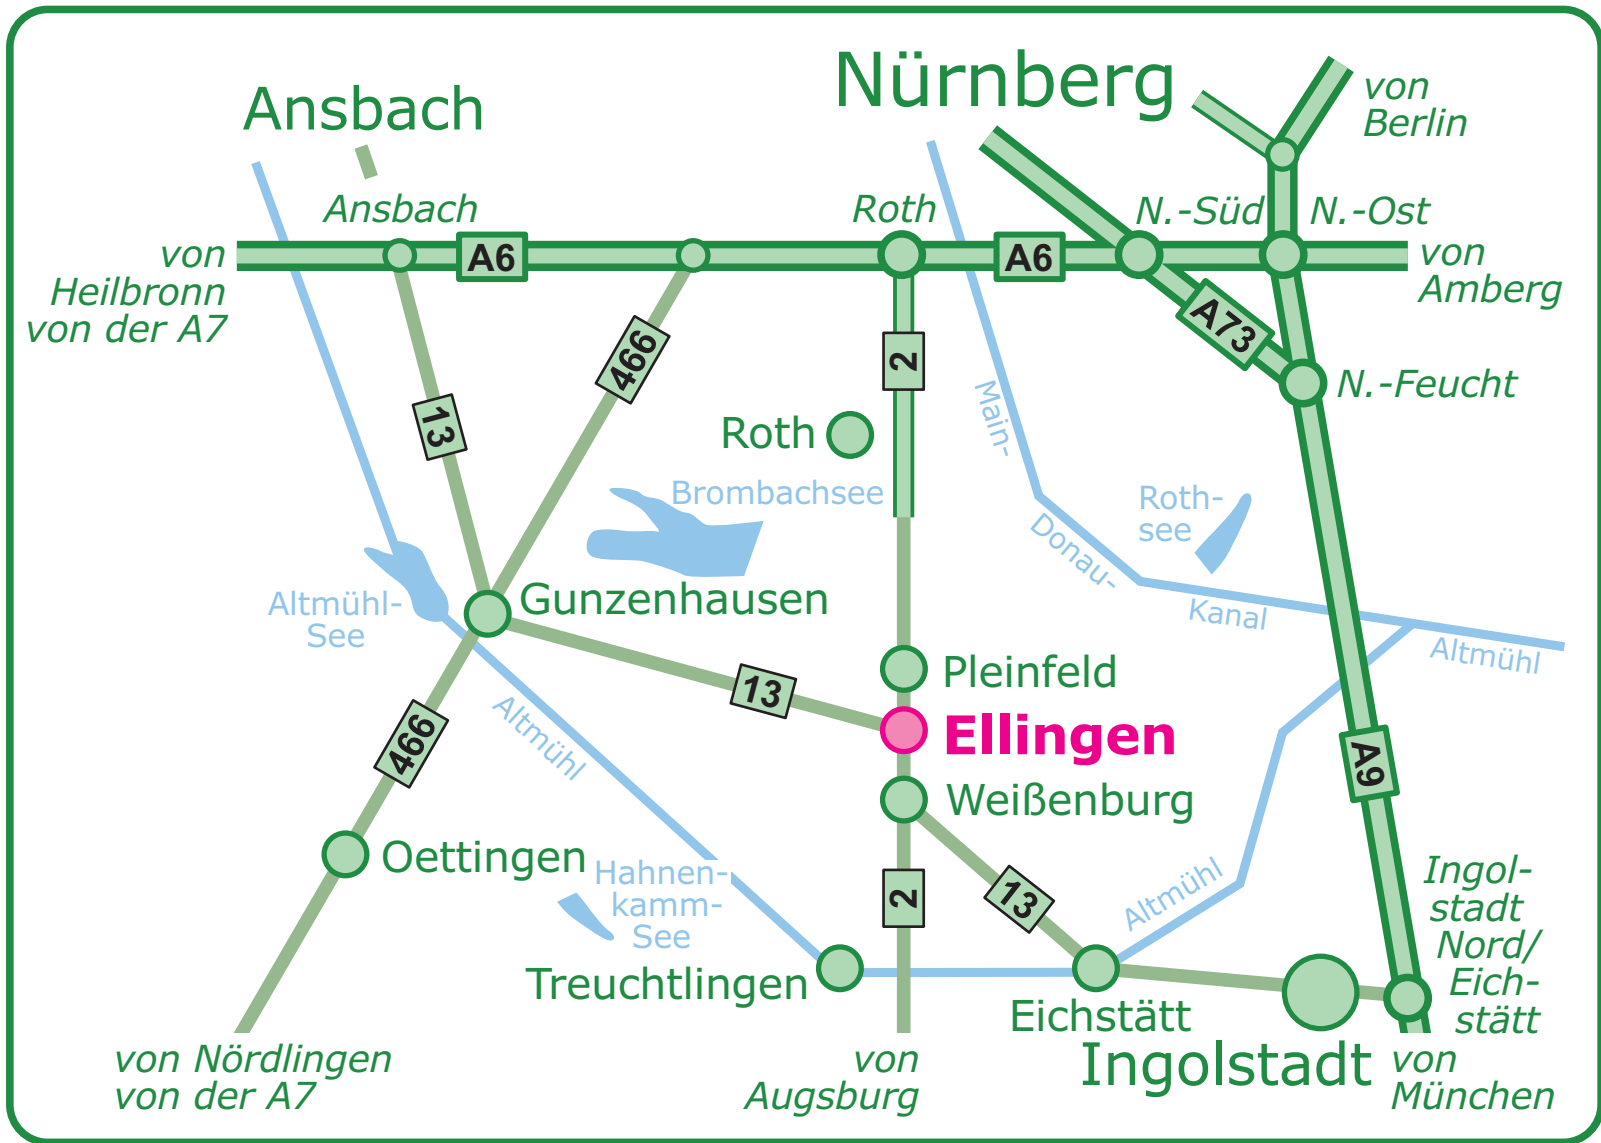 Nürnberg
von
Berlin
Ansbach
Ansbach
Roth
N.-Süd
N.-Ost
von
Heilbronn
von der A7
A6
A6
von
Amberg
A73
2
466
13
N.-Feucht
Main-
Roth
Brombachsee
Roth-
see
Donau-
Kanal
Altmühl
Altmühl-
See
Gunzenhausen
Pleinfeld
13
Ellingen
466
Altmühl
A9
Weißenburg
Oettingen
Hahnen-
kamm-
See
2
13
Altmühl
Ingol-
stadt
Nord/
Eich-
stätt
Treuchtlingen
Eichstätt
Ingolstadt
von Nördlingen
von der A7
von
Augsburg
von
München